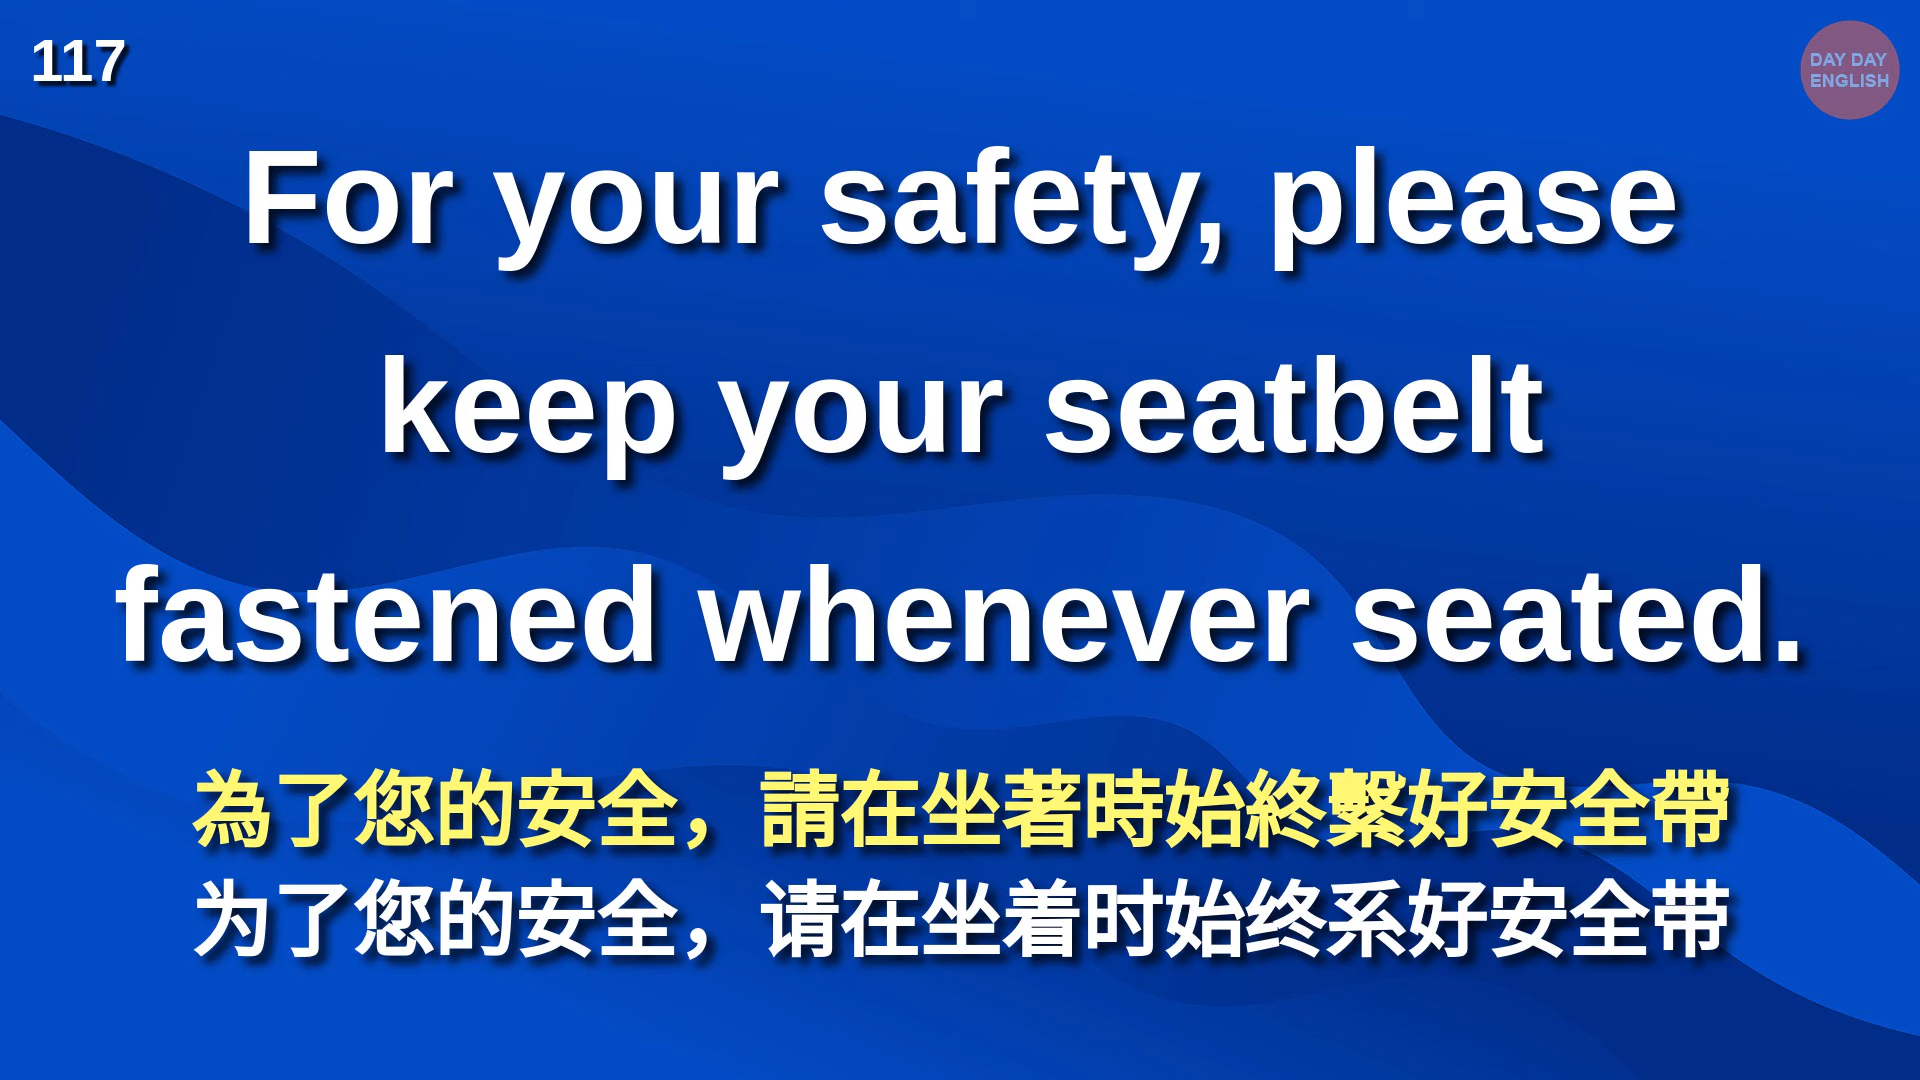 117
DAY DAY
ENGLISH
For your safety, please
keep your seatbelt
fastened whenever seated.
為了您的安全，請在坐著時始終繫好安全帶
为了您的安全，请在坐着时始终系好安全带